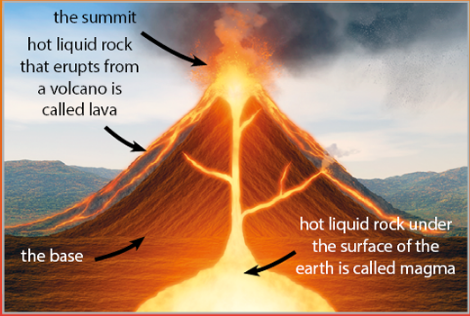 the summit
hot liquid rock
that erupts from
a volcano is
called lava
the base
hot liquid rock under
the surface of the
earth is called magma